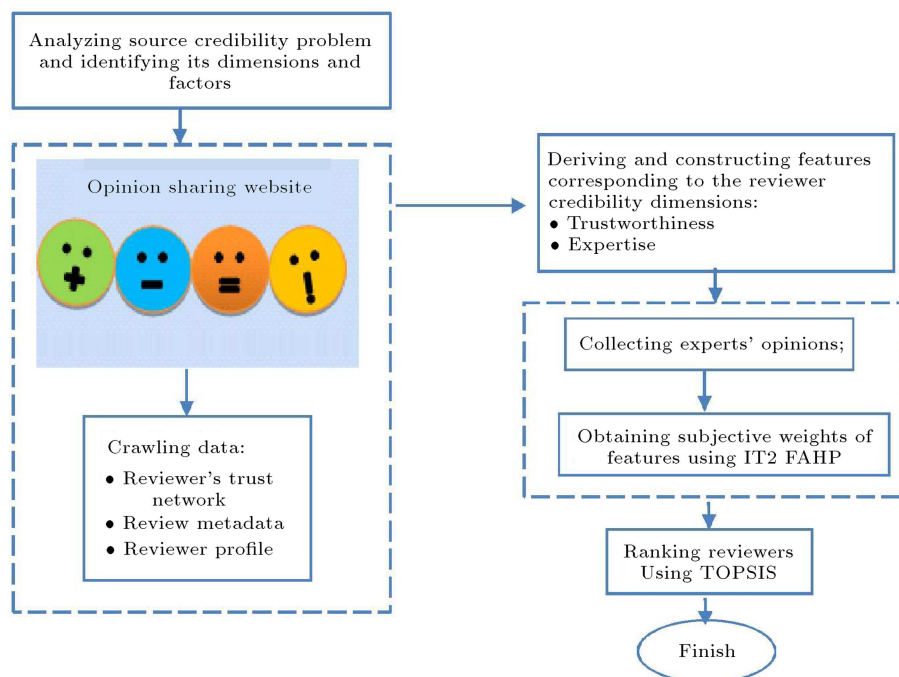 Analyzing source credibility problem
and identifying its dimensions and
factors
Opinion sharing website
Crawling data:
• Reviewer's trust
network
• Review metadata
• Reviewer profile
Deriving and constructing features
corresponding to the reviewer
credibility dimensions:
• Trustworthiness
• Expertise
Collecting experts' opinions;
Obtaining subjective weights of
features using IT2 FAHP
Ranking reviewers
Using TOPSIS
Finish